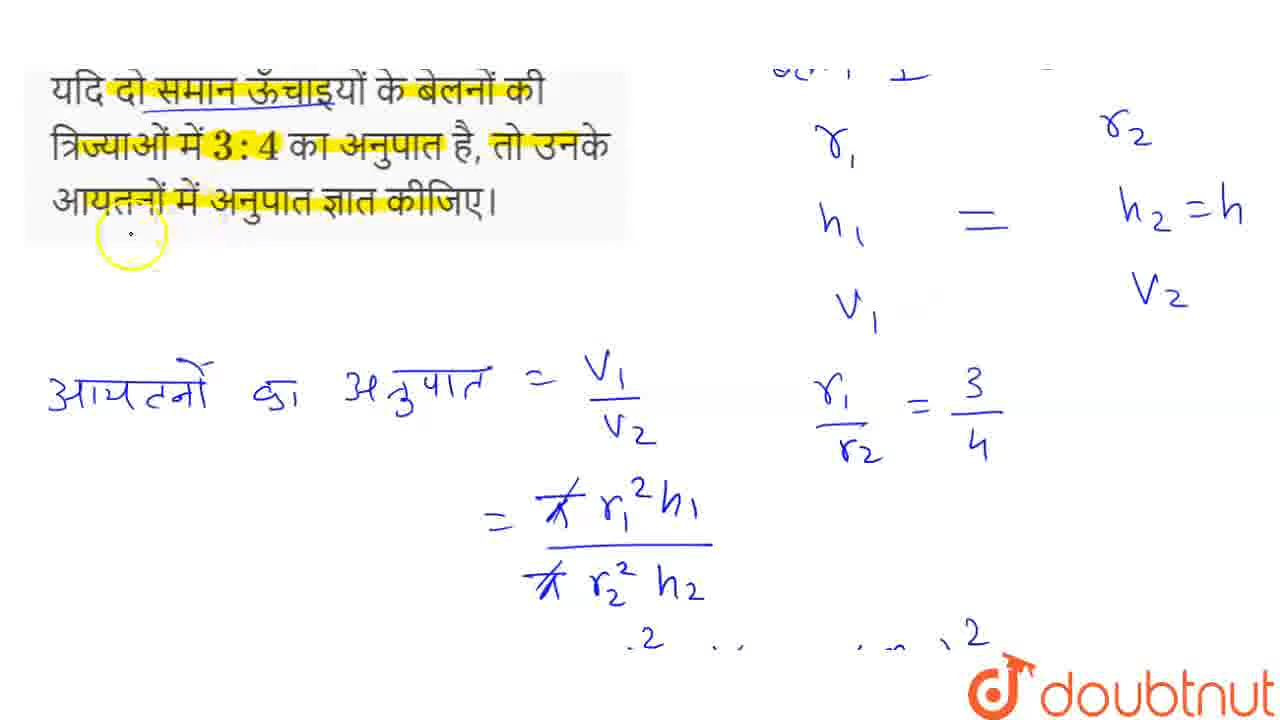 यदि दो समान ऊँचाइयों के बेलनों की
त्रिज्याओं में 3 : 4 का अनुपात है, तो उनके
आयतनों में अनुपात ज्ञात कीजिए।
r₁ r₂
h₁ = h₂ = h
V₁ V₂
आयतनों का अनुपात = V₁/V₂
r₁/r₂ = 3/4
= π r₁² h₁ / π r₂² h₂
doubtnut